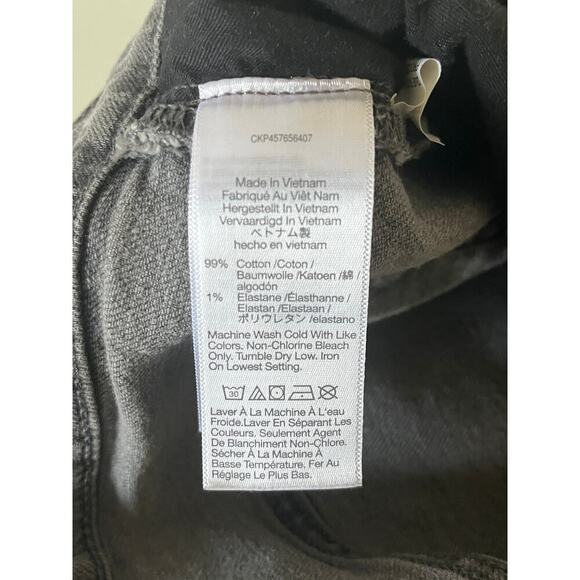 CKP457656407
Made In Vietnam
Fabriqué Au Viêt Nam
Hergestellt In Vietnam
Vervaardigd In Vietnam
ベトナム製
hecho en vietnam
99% Cotton /Coton /
Baumwolle /Katoen /綿 /
algodón
1% Elastane /Élasthanne /
Elastan /Elastaan /
ポリウレタン /elastano
Machine Wash Cold With Like
Colors. Non-Chlorine Bleach
Only. Tumble Dry Low. Iron
On Lowest Setting.
30
Laver À La Machine À L'eau
Froide.Laver En Séparant Les
Couleurs. Seulement Agent
De Blanchiment Non-Chlore.
Sécher À La Machine À
Basse Température. Fer Au
Réglage Le Plus Bas.